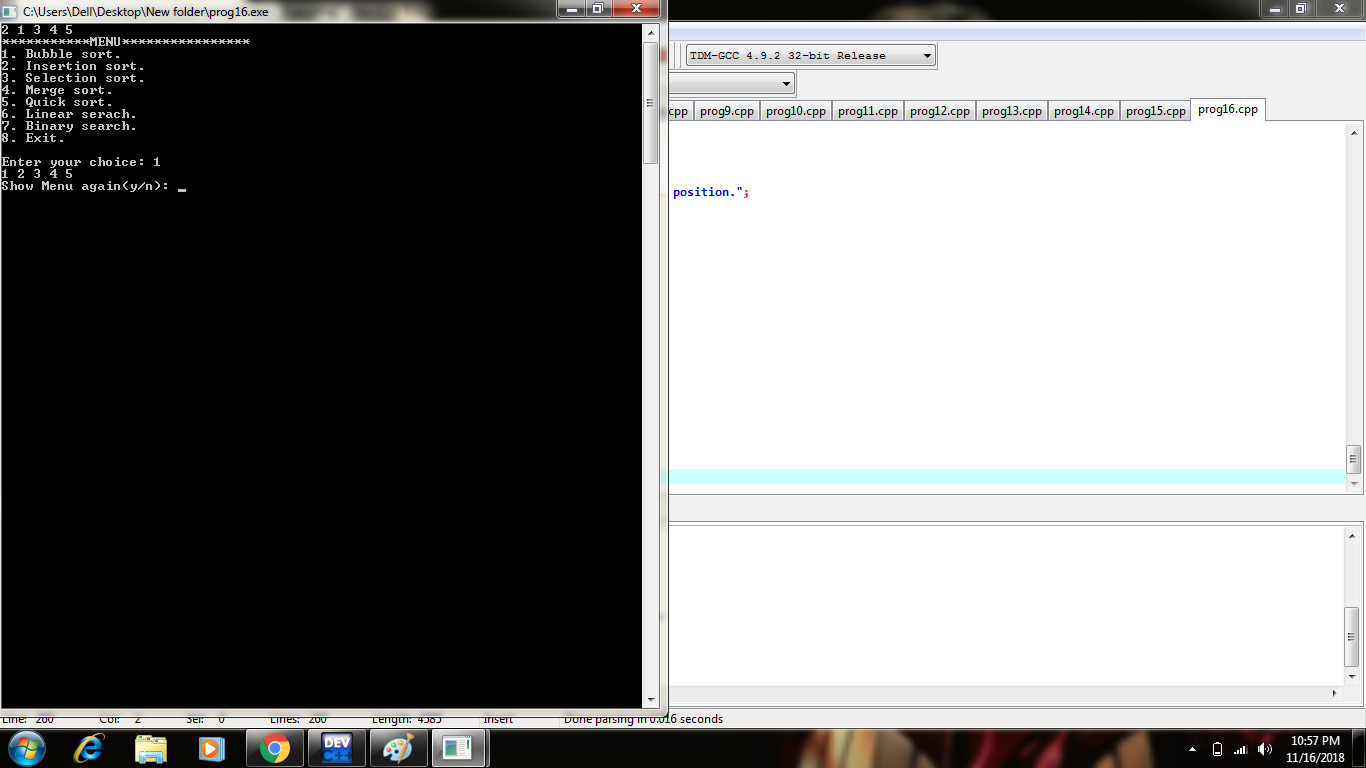 C:\Users\Dell\Desktop\New folder\prog16.exe
2 1 3 4 5
***********MENU****************
1. Bubble sort.
2. Insertion sort.
3. Selection sort.
4. Merge sort.
5. Quick sort.
6. Linear serach.
7. Binary search.
8. Exit.
Enter your choice: 1
1 2 3 4 5
Show Menu again(y/n): _
TDM-GCC 4.9.2 32-bit Release
cpp prog9.cpp prog10.cpp prog11.cpp prog12.cpp prog13.cpp prog14.cpp prog15.cpp prog16.cpp
position.";
Line: 200 Col: 2 Sel: 0 Lines: 200 Length: 4585 Insert Done parsing in 0.016 seconds
DEV C++
10:57 PM
11/16/2018